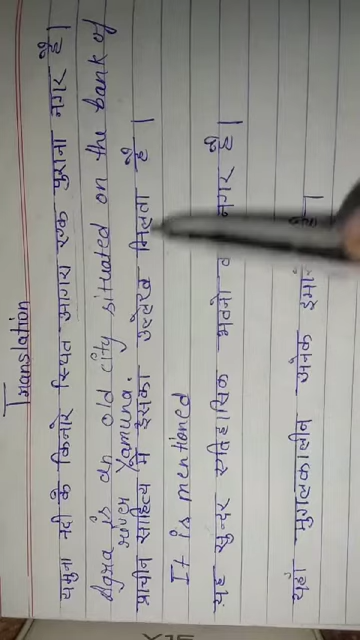 Translation
यमुना नदी के किनारे स्थित आगरा एक पुराना नगर है।
Agra is an old city situated on the bank of
river Yamuna.
प्राचीन साहित्य में इसका उल्लेख मिलता है।
It is mentioned
यह सुन्दर ऐतिहासिक भवनो नगर है।
यहाँ मुगलकालीन अनेक है।